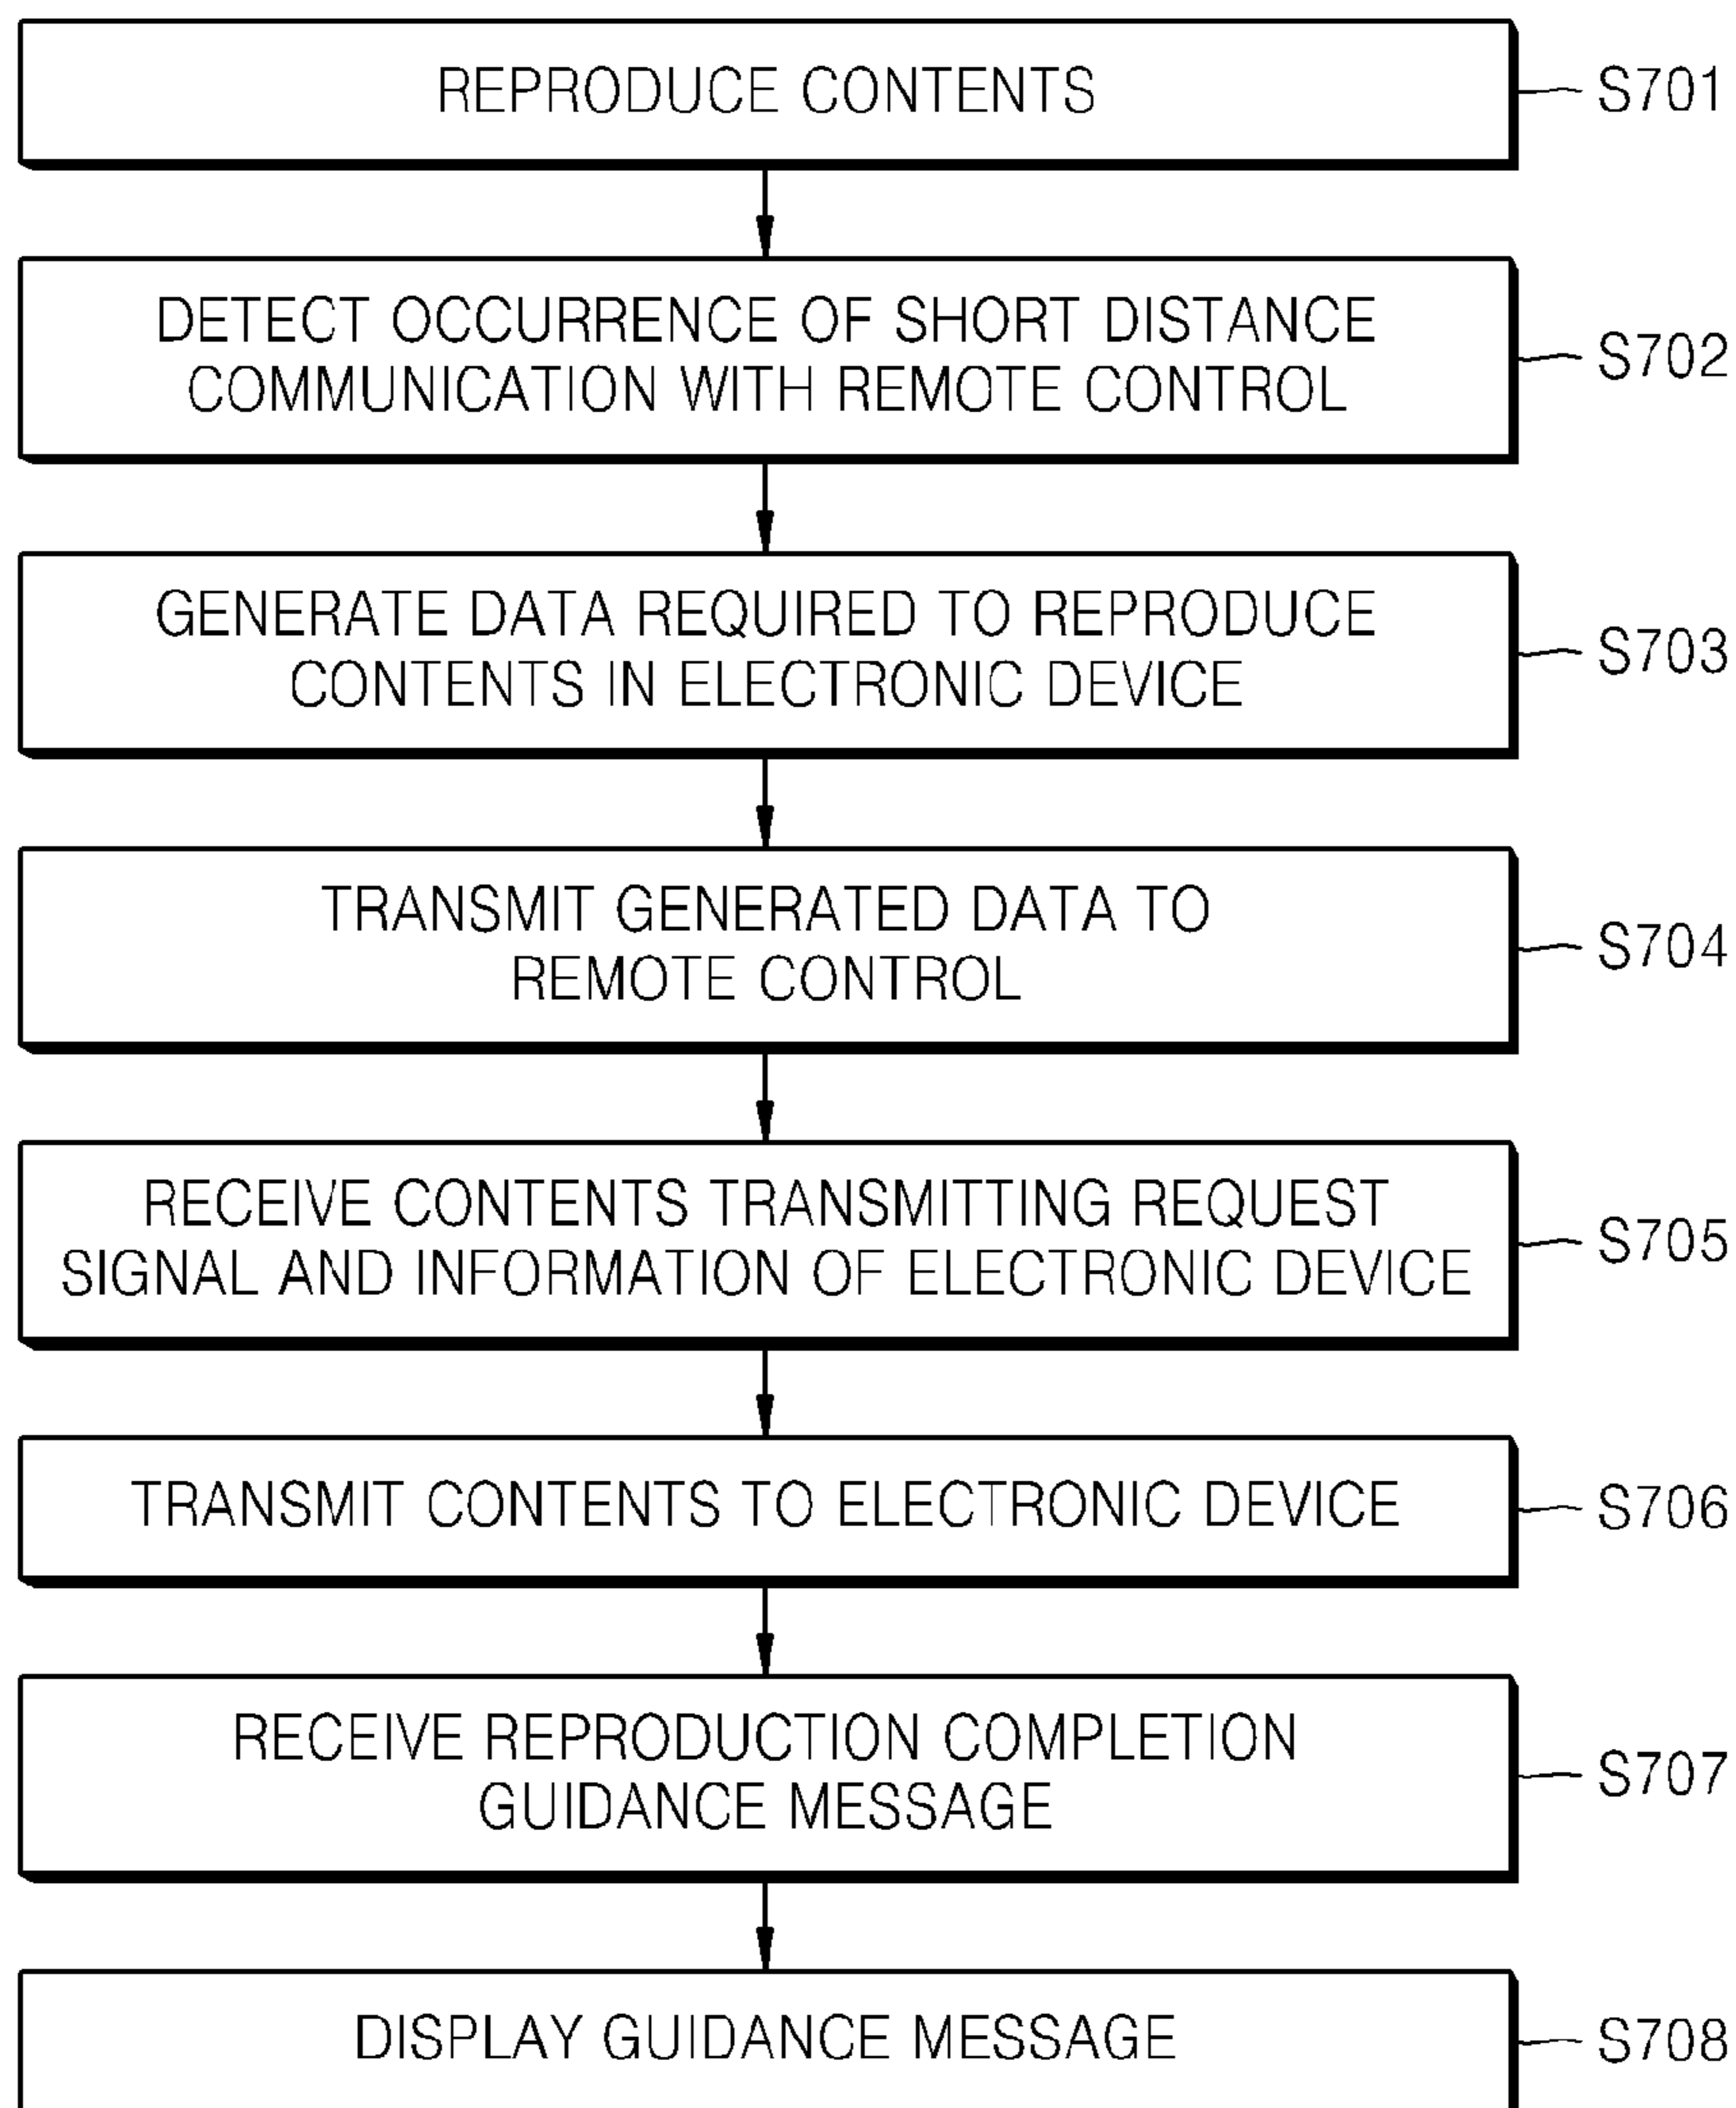 REPRODUCE CONTENTS
S701
DETECT OCCURRENCE OF SHORT DISTANCE
COMMUNICATION WITH REMOTE CONTROL
S702
GENERATE DATA REQUIRED TO REPRODUCE
CONTENTS IN ELECTRONIC DEVICE
S703
TRANSMIT GENERATED DATA TO
REMOTE CONTROL
S704
RECEIVE CONTENTS TRANSMITTING REQUEST
SIGNAL AND INFORMATION OF ELECTRONIC DEVICE
S705
TRANSMIT CONTENTS TO ELECTRONIC DEVICE
S706
RECEIVE REPRODUCTION COMPLETION
GUIDANCE MESSAGE
S707
DISPLAY GUIDANCE MESSAGE
S708